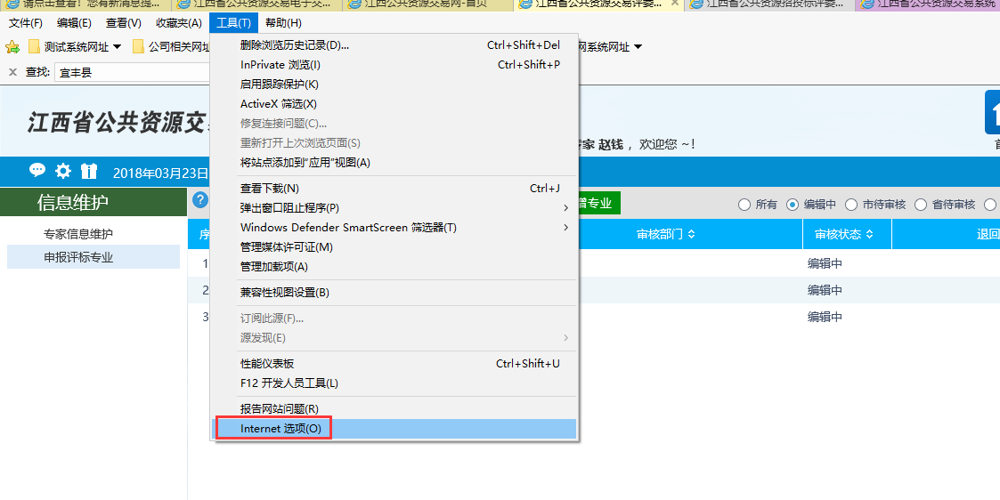 请点击查看！您有新消息提... 江西省公共资源交易电子交... 江西公共资源交易网-首页 江西省公共资源交易评委... 江西省公共资源招投标评委... 江西公共资源交易系统
文件(F) 编辑(E) 查看(V) 收藏夹(A) 工具(T) 帮助(H)
测试系统网址 公司相关网址 网系统网址
查找: 宜丰县
删除浏览历史记录(D)... Ctrl+Shift+Del
InPrivate 浏览(I) Ctrl+Shift+P
启用跟踪保护(K)
ActiveX 筛选(X)
修复连接问题(C)...
重新打开上次浏览页面(S)
将站点添加到“应用”视图(A)
查看下载(N) Ctrl+J
弹出窗口阻止程序(P)
Windows Defender SmartScreen 筛选器(T)
管理媒体许可证(M)
管理加载项(A)
兼容性视图设置(B)
订阅此源(F)...
源发现(E)
性能仪表板 Ctrl+Shift+U
F12 开发人员工具(L)
报告网站问题(R)
Internet 选项(O)
江西省公共资源交
家 赵钱 ，欢迎您 ~!
2018年03月23日
信息维护
专家信息维护
申报评标专业
增专业
所有 编辑中 市待审核 省待审核
序 审核部门 审核状态 退回
1 编辑中
2 编辑中
3 编辑中